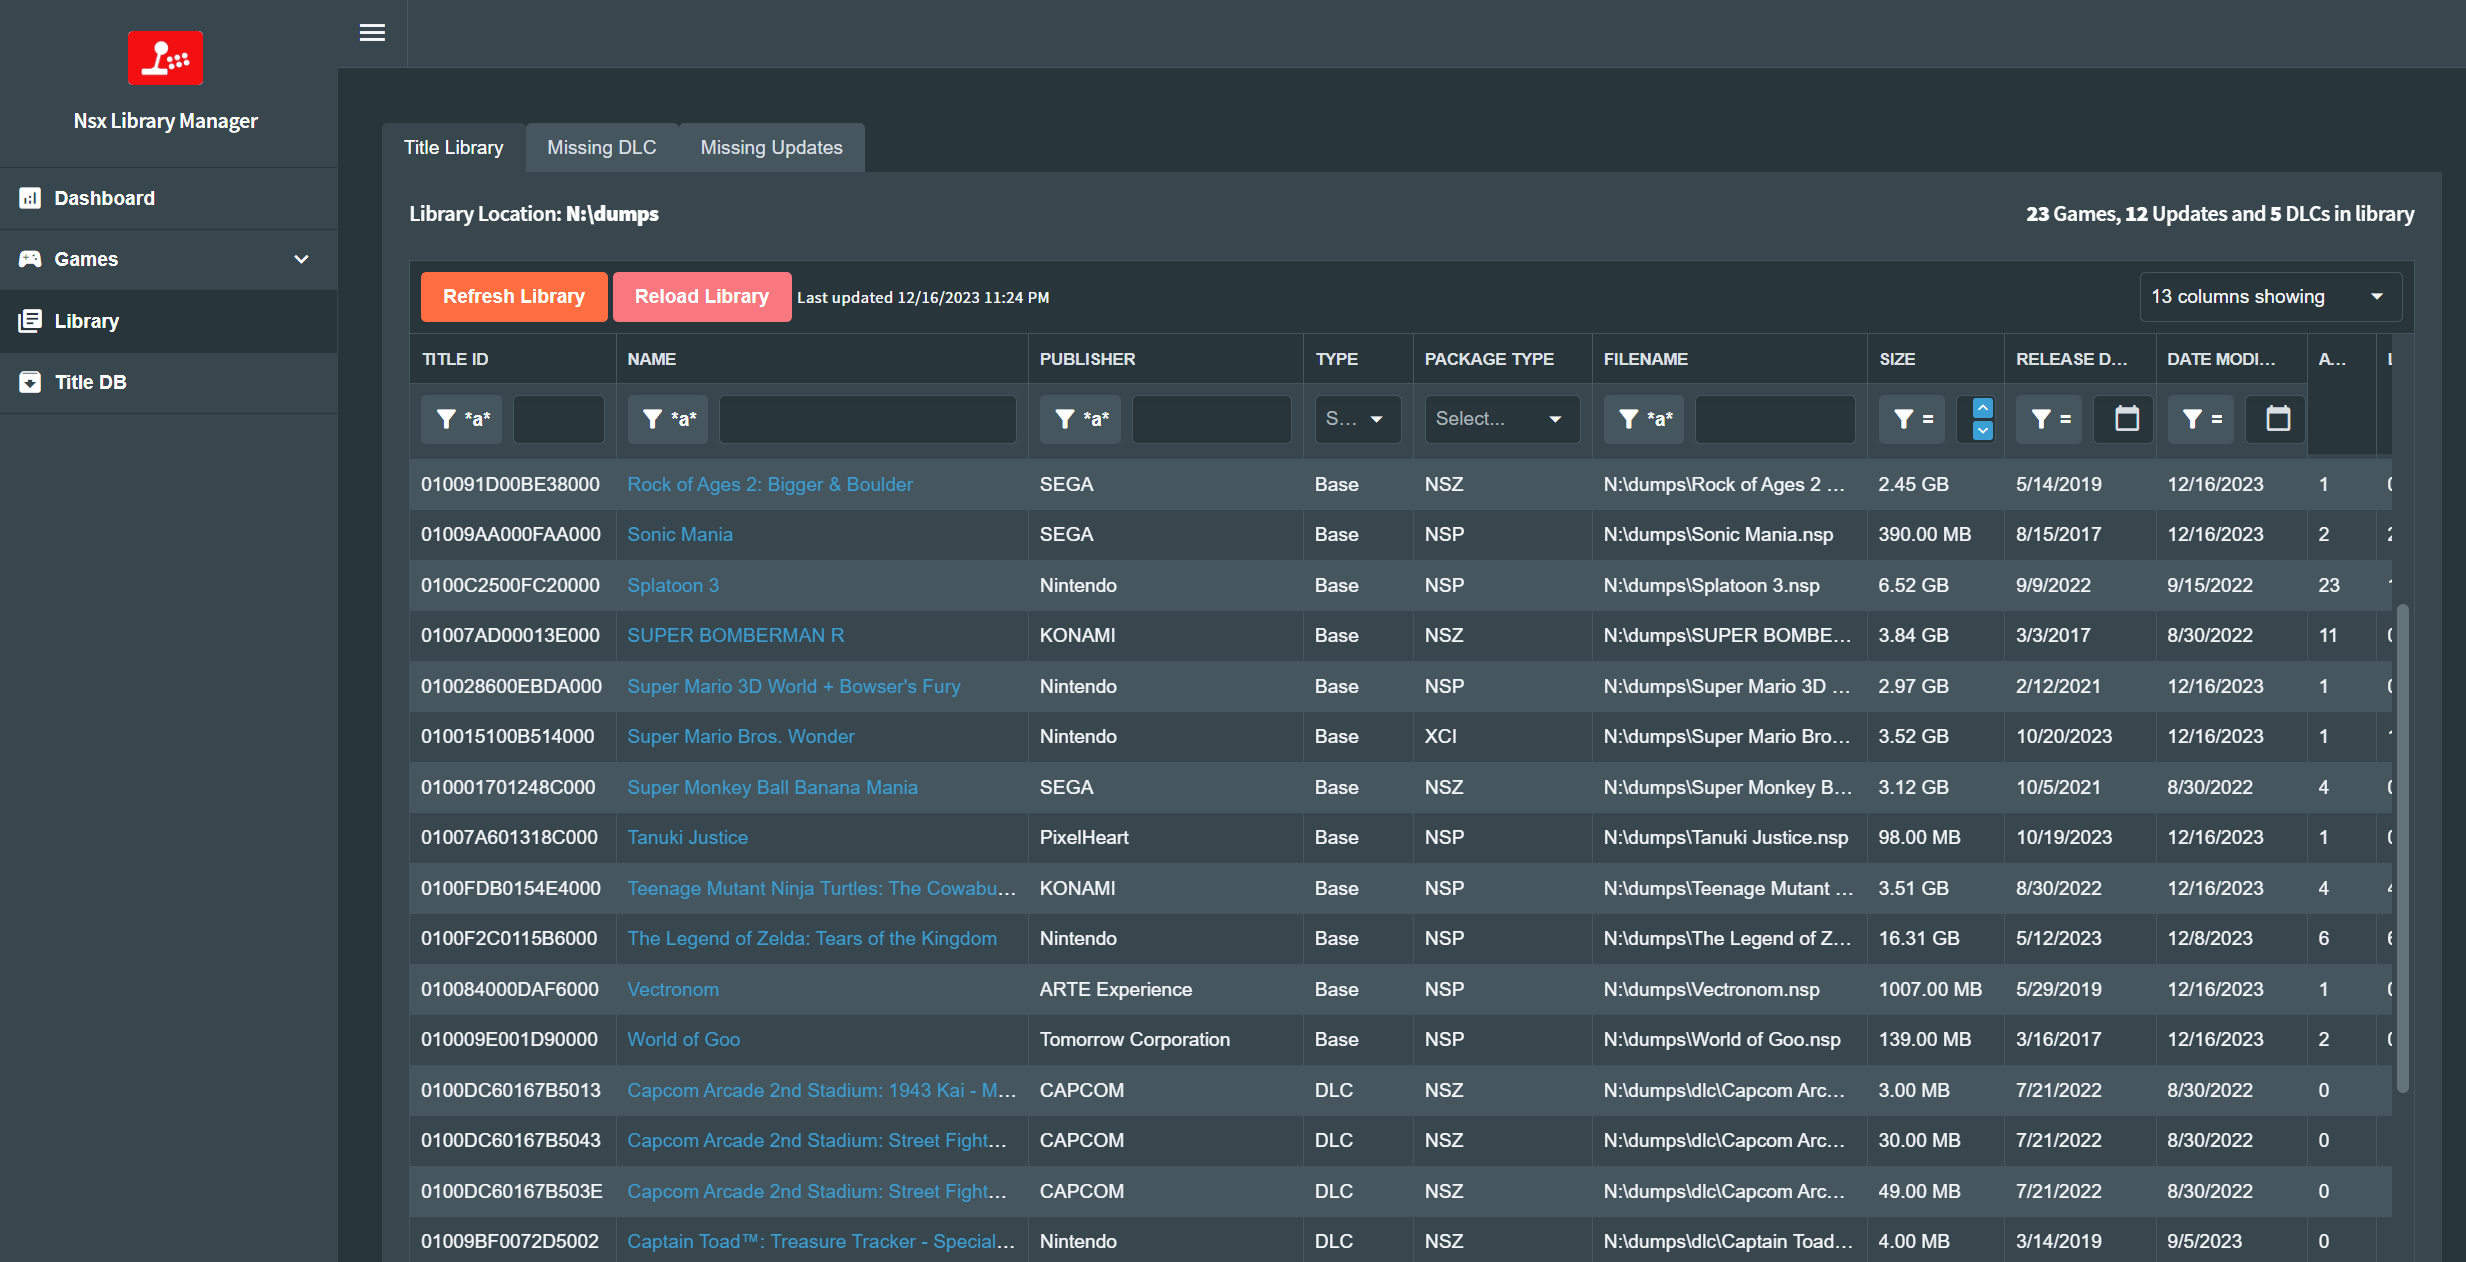 Nsx Library Manager
Dashboard
Games
Library
Title DB
Title Library Missing DLC Missing Updates
Library Location: N:\dumps 23 Games, 12 Updates and 5 DLCs in library
Refresh Library Reload Library Last updated 12/16/2023 11:24 PM 13 columns showing
TITLE ID NAME PUBLISHER TYPE PACKAGE TYPE FILENAME SIZE RELEASE D... DATE MODI... A...
*a* *a* *a* S... Select... *a* = = =
010091D00BE38000 Rock of Ages 2: Bigger & Boulder SEGA Base NSZ N:\dumps\Rock of Ages 2 ... 2.45 GB 5/14/2019 12/16/2023 1
01009AA000FAA000 Sonic Mania SEGA Base NSP N:\dumps\Sonic Mania.nsp 390.00 MB 8/15/2017 12/16/2023 2
0100C2500FC20000 Splatoon 3 Nintendo Base NSP N:\dumps\Splatoon 3.nsp 6.52 GB 9/9/2022 9/15/2022 23
01007AD00013E000 SUPER BOMBERMAN R KONAMI Base NSZ N:\dumps\SUPER BOMBE... 3.84 GB 3/3/2017 8/30/2022 11
010028600EBDA000 Super Mario 3D World + Bowser's Fury Nintendo Base NSP N:\dumps\Super Mario 3D ... 2.97 GB 2/12/2021 12/16/2023 1
010015100B514000 Super Mario Bros. Wonder Nintendo Base XCI N:\dumps\Super Mario Bro... 3.52 GB 10/20/2023 12/16/2023 1
010001701248C000 Super Monkey Ball Banana Mania SEGA Base NSZ N:\dumps\Super Monkey B... 3.12 GB 10/5/2021 8/30/2022 4
01007A601318C000 Tanuki Justice PixelHeart Base NSP N:\dumps\Tanuki Justice.nsp 98.00 MB 10/19/2023 12/16/2023 1
0100FDB0154E4000 Teenage Mutant Ninja Turtles: The Cowabu... KONAMI Base NSP N:\dumps\Teenage Mutant ... 3.51 GB 8/30/2022 12/16/2023 4
0100F2C0115B6000 The Legend of Zelda: Tears of the Kingdom Nintendo Base NSP N:\dumps\The Legend of Z... 16.31 GB 5/12/2023 12/8/2023 6
010084000DAF6000 Vectronom ARTE Experience Base NSP N:\dumps\Vectronom.nsp 1007.00 MB 5/29/2019 12/16/2023 1
010009E001D90000 World of Goo Tomorrow Corporation Base NSP N:\dumps\World of Goo.nsp 139.00 MB 3/16/2017 12/16/2023 2
0100DC60167B5013 Capcom Arcade 2nd Stadium: 1943 Kai - M... CAPCOM DLC NSZ N:\dumps\dlc\Capcom Arc... 3.00 MB 7/21/2022 8/30/2022 0
0100DC60167B5043 Capcom Arcade 2nd Stadium: Street Fight... CAPCOM DLC NSZ N:\dumps\dlc\Capcom Arc... 30.00 MB 7/21/2022 8/30/2022 0
0100DC60167B503E Capcom Arcade 2nd Stadium: Street Fight... CAPCOM DLC NSZ N:\dumps\dlc\Capcom Arc... 49.00 MB 7/21/2022 8/30/2022 0
01009BF0072D5002 Captain Toad™: Treasure Tracker - Special... Nintendo DLC NSZ N:\dumps\dlc\Captain Toad... 4.00 MB 3/14/2019 9/5/2023 0